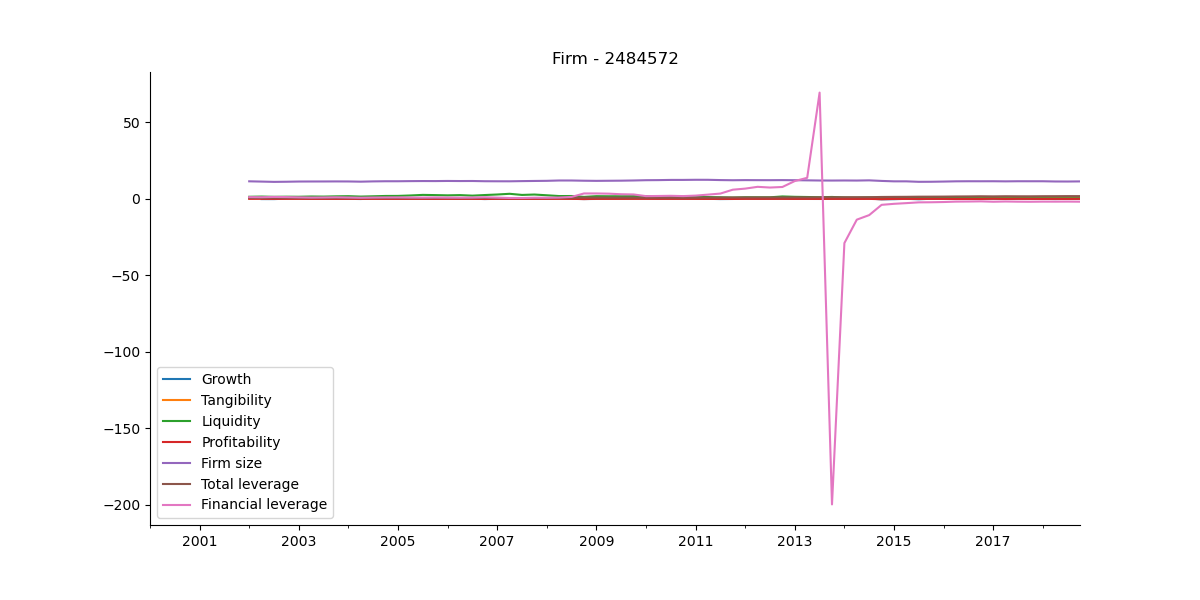 Firm - 2484572
50
0
−50
−100
−150
−200
Growth
Tangibility
Liquidity
Profitability
Firm size
Total leverage
Financial leverage
2001 2003 2005 2007 2009 2011 2013 2015 2017